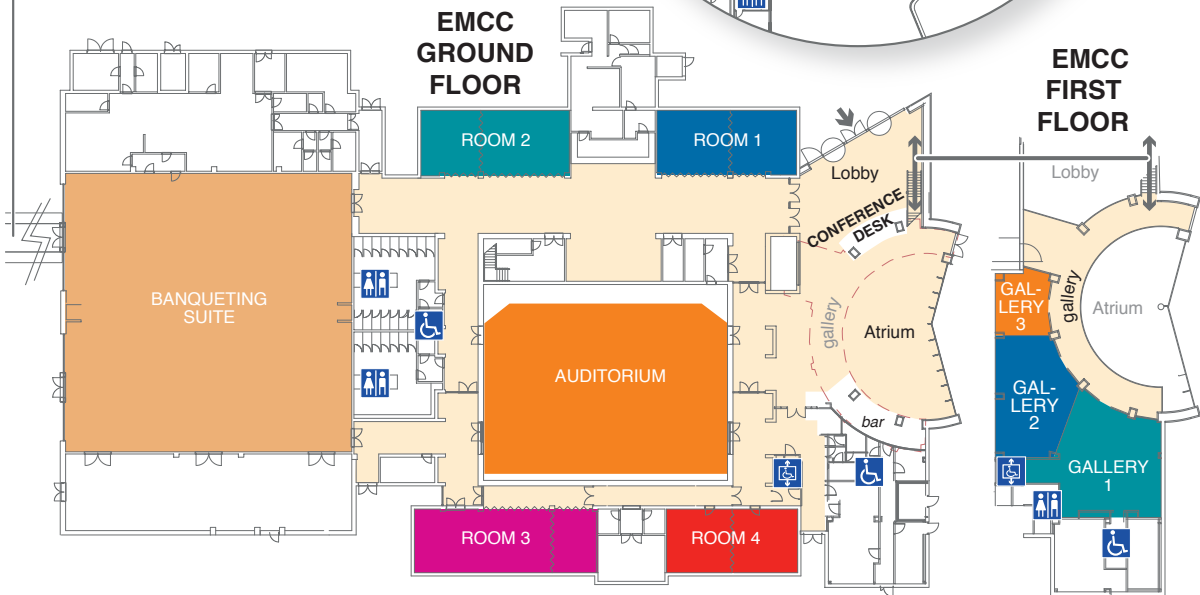 EMCC
GROUND
FLOOR
EMCC
FIRST
FLOOR
ROOM 2
ROOM 1
Lobby
CONFERENCE
DESK
Lobby
BANQUETING
SUITE
AUDITORIUM
gallery
Atrium
bar
GAL-
LERY
3
gallery
Atrium
GAL-
LERY
2
GALLERY
1
ROOM 3
ROOM 4